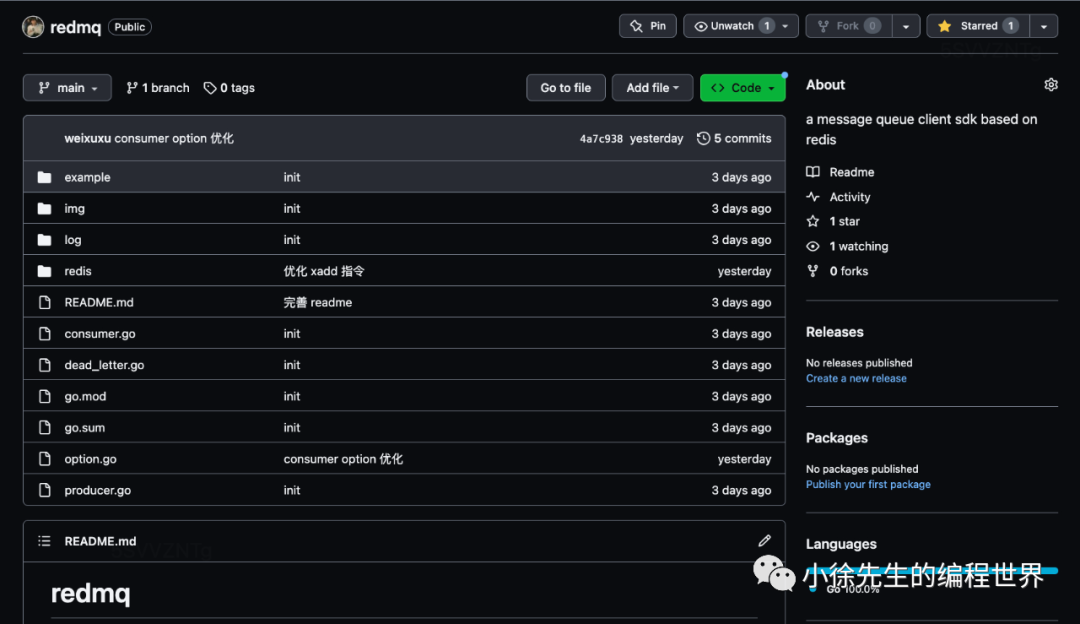 redmq Public Pin Unwatch 1 Fork 0 Starred 1
main 1 branch 0 tags Go to file Add file Code
weixuxu consumer option 优化 4a7c938 yesterday 5 commits
example init 3 days ago
img init 3 days ago
log init 3 days ago
redis 优化 xadd 指令 yesterday
README.md 完善 readme 3 days ago
consumer.go init 3 days ago
dead_letter.go init 3 days ago
go.mod init 3 days ago
go.sum init 3 days ago
option.go consumer option 优化 yesterday
producer.go init 3 days ago
README.md
redmq
About
a message queue client sdk based on
redis
Readme
Activity
1 star
1 watching
0 forks
Releases
No releases published
Create a new release
Packages
No packages published
Publish your first package
Languages
Go 100.0%
小徐先生的编程世界